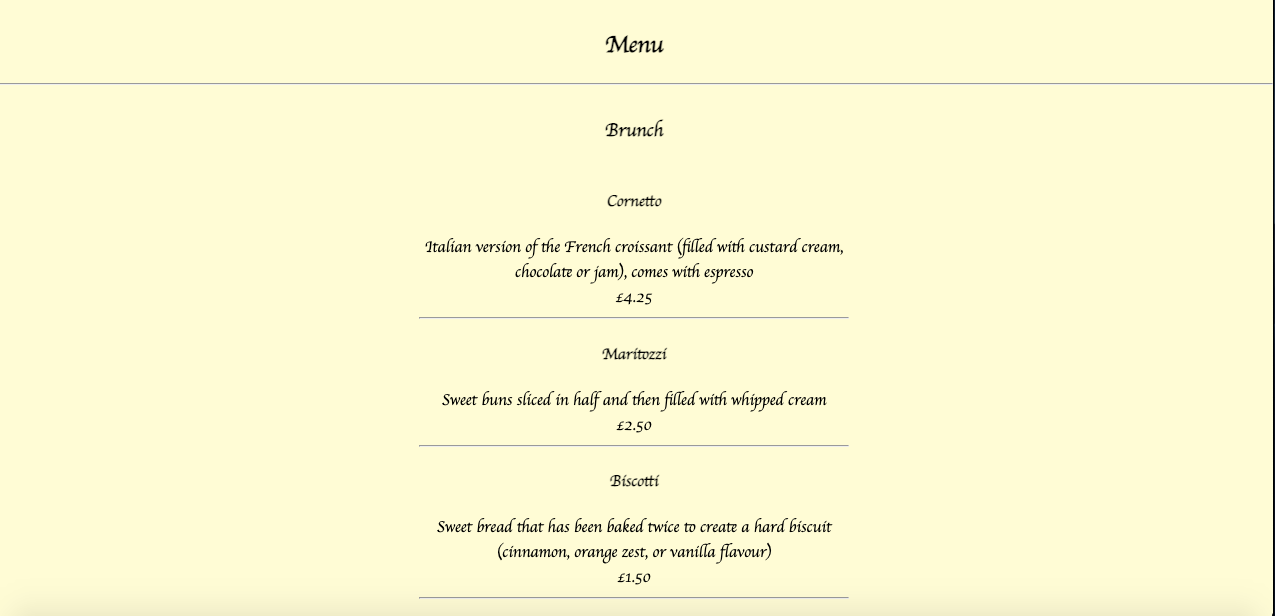 Menu
Brunch
Cornetto
Italian version of the French croissant (filled with custard cream,
chocolate or jam), comes with espresso
£4.25
Maritozzi
Sweet buns sliced in half and then filled with whipped cream
£2.50
Biscotti
Sweet bread that has been baked twice to create a hard biscuit
(cinnamon, orange zest, or vanilla flavour)
£1.50